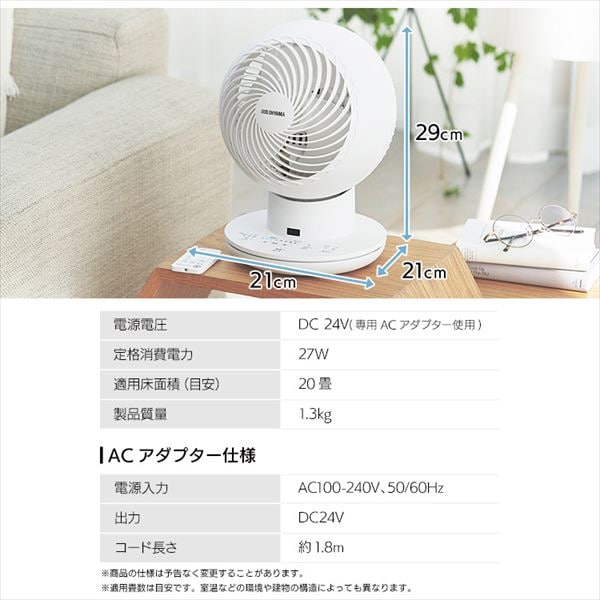 IRIS OHYAMA
29cm
21cm
21cm
電源電圧 DC 24V(専用ACアダプター使用)
定格消費電力 27W
適用床面積（目安） 20畳
製品質量 1.3kg
ACアダプター仕様
電源入力 AC100-240V、50/60Hz
出力 DC24V
コード長さ 約1.8m
※商品の仕様は予告なく変更することがあります。
※適用畳数は目安です。室温などの環境や建物の構造によっても異なります。